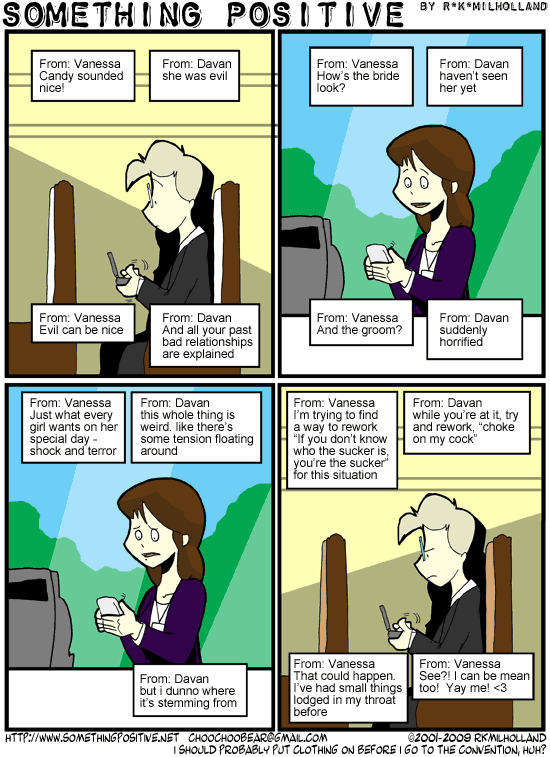 SOMETHING POSITIVE BY R*K*MILHOLLAND
From: Vanessa
Candy sounded
nice!
From: Davan
she was evil
From: Vanessa
Evil can be nice
From: Davan
And all your past
bad relationships
are explained
From: Vanessa
How's the bride
look?
From: Davan
haven't seen
her yet
From: Vanessa
And the groom?
From: Davan
suddenly
horrified
From: Vanessa
Just what every
girl wants on her
special day -
shock and terror
From: Davan
this whole thing is
weird. like there's
some tension floating
around
From: Davan
but i dunno where
it's stemming from
From: Vanessa
I'm trying to find
a way to rework
"If you don't know
who the sucker is,
you're the sucker"
for this situation
From: Davan
while you're at it, try
and rework, "choke
on my cock"
From: Vanessa
That could happen.
I've had small things
lodged in my throat
before
From: Vanessa
See?! I can be mean
too! Yay me! <3
HTTP://WWW.SOMETHINGPOSITIVE.NET CHOOCHOOBEAR@GMAIL.COM ©2001-2009 RKMILHOLLAND
I SHOULD PROBABLY PUT CLOTHING ON BEFORE I GO TO THE CONVENTION, HUH?